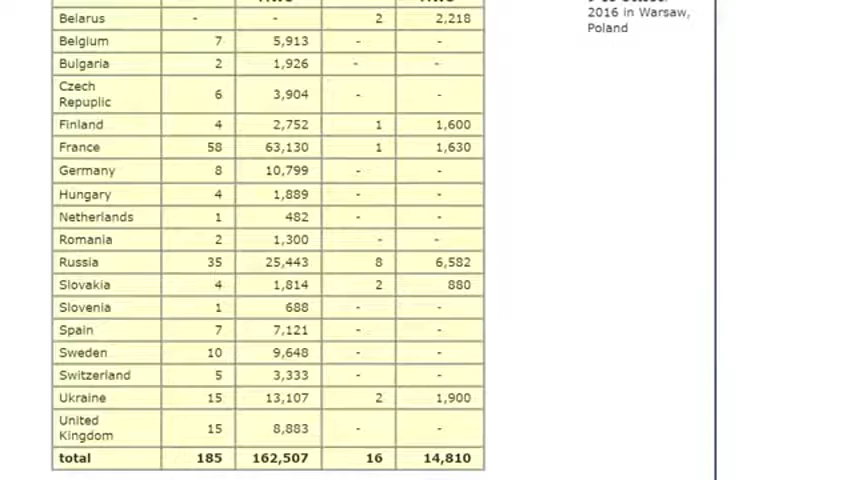 Belarus - - 2 2,218
Belgium 7 5,913 - -
Bulgaria 2 1,926 - -
Czech
Repuplic 6 3,904 - -
Finland 4 2,752 1 1,600
France 58 63,130 1 1,630
Germany 8 10,799 - -
Hungary 4 1,889 - -
Netherlands 1 482 - -
Romania 2 1,300 - -
Russia 35 25,443 8 6,582
Slovakia 4 1,814 2 880
Slovenia 1 688 - -
Spain 7 7,121 - -
Sweden 10 9,648 - -
Switzerland 5 3,333 - -
Ukraine 15 13,107 2 1,900
United
Kingdom 15 8,883 - -
total 185 162,507 16 14,810
2016 in Warsaw,
Poland